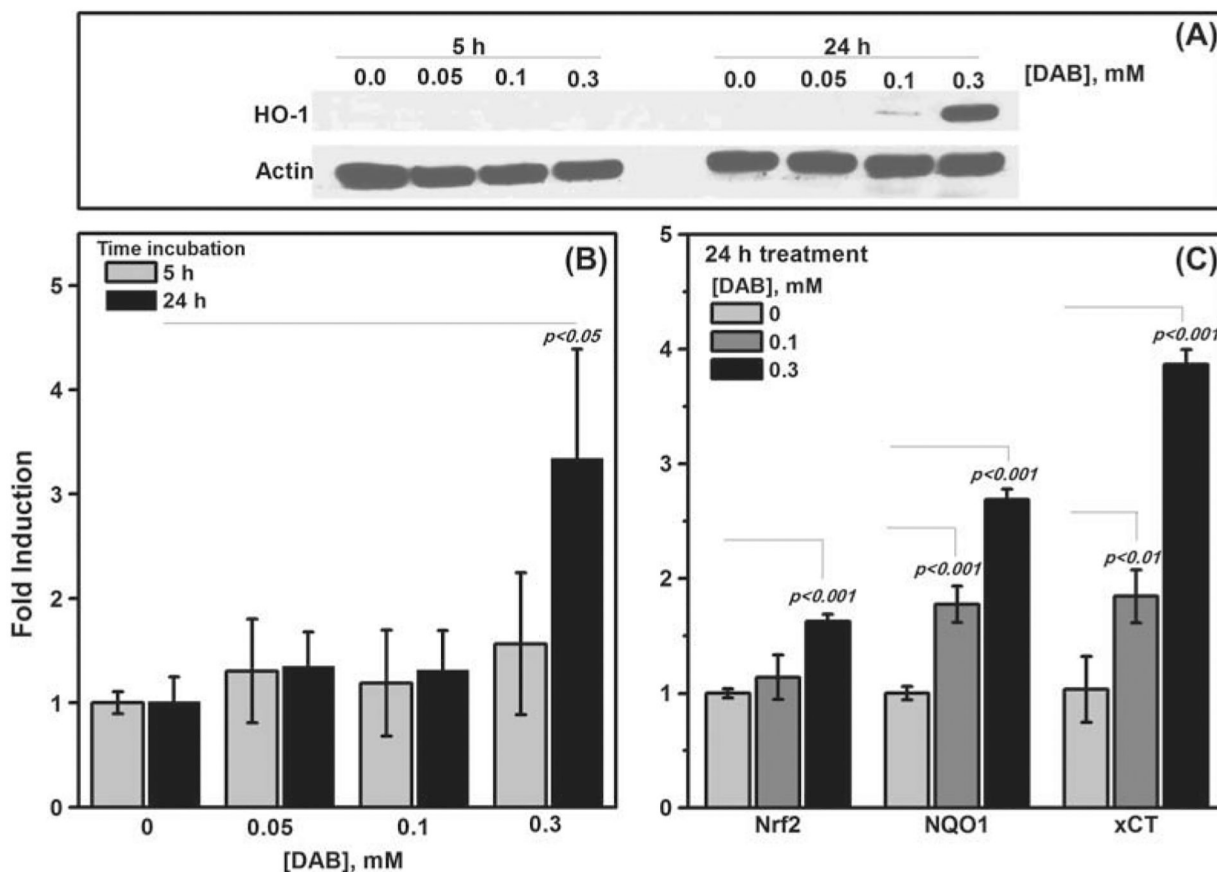 (A)
5 h 24 h
0.0 0.05 0.1 0.3 0.0 0.05 0.1 0.3 [DAB], mM
HO-1
Actin
(B)
Time incubation
5 h
24 h
p<0.05
5
4
3
2
1
0
Fold Induction
0 0.05 0.1 0.3
[DAB], mM
(C)
24 h treatment
[DAB], mM
0
0.1
0.3
p<0.001
p<0.001
p<0.001
p<0.01
p<0.001
5
4
3
2
1
0
Nrf2 NQO1 xCT